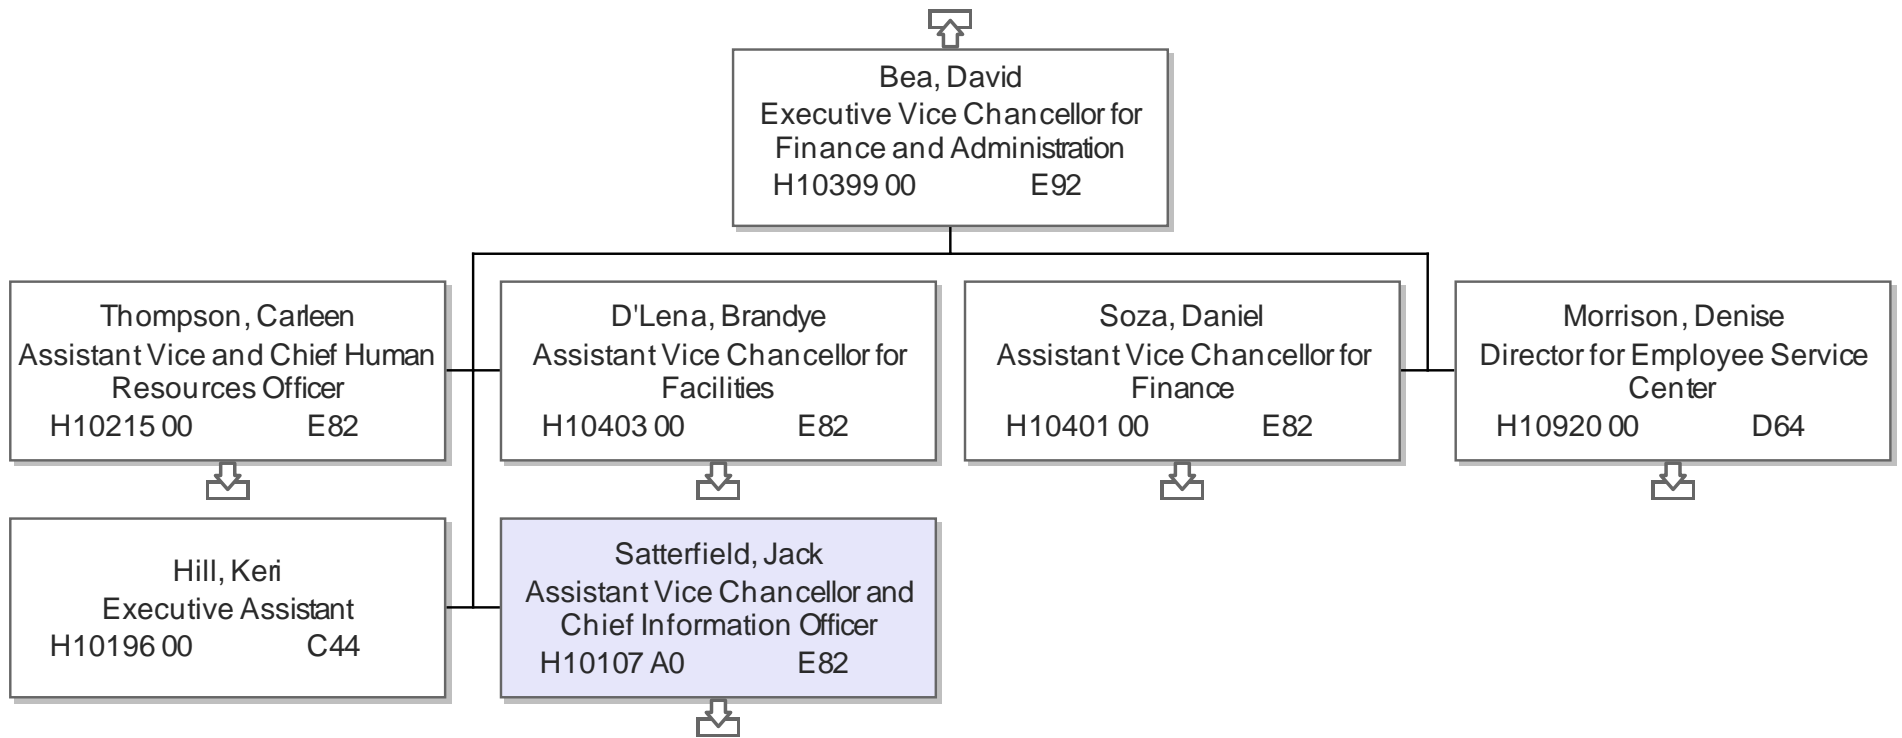 Bea, David
Executive Vice Chancellor for
Finance and Administration
H10399 00 E92
Thompson, Carleen
Assistant Vice and Chief Human
Resources Officer
H10215 00 E82
D'Lena, Brandye
Assistant Vice Chancellor for
Facilities
H10403 00 E82
Soza, Daniel
Assistant Vice Chancellor for
Finance
H10401 00 E82
Morrison, Denise
Director for Employee Service
Center
H10920 00 D64
Hill, Keri
Executive Assistant
H10196 00 C44
Satterfield, Jack
Assistant Vice Chancellor and
Chief Information Officer
H10107 A0 E82